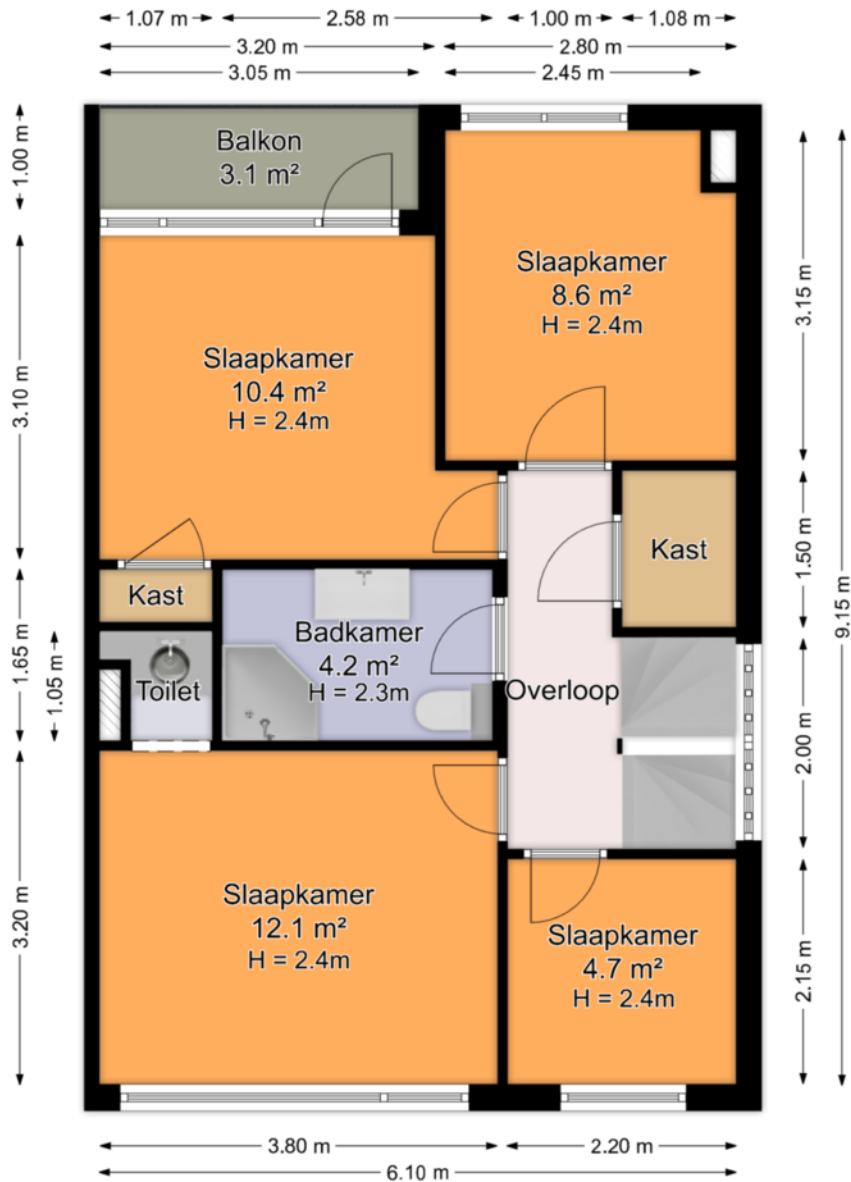 1.07 m
2.58 m
1.00 m
1.08 m
3.20 m
2.80 m
3.05 m
2.45 m
1.00 m
Balkon
3.1 m²
Slaapkamer
8.6 m²
H = 2.4m
3.15 m
Slaapkamer
10.4 m²
H = 2.4m
3.10 m
Kast
1.50 m
9.15 m
Kast
1.65 m
1.05 m
Badkamer
4.2 m²
H = 2.3m
Toilet
Overloop
2.00 m
Slaapkamer
12.1 m²
H = 2.4m
3.20 m
Slaapkamer
4.7 m²
H = 2.4m
2.15 m
3.80 m
2.20 m
6.10 m